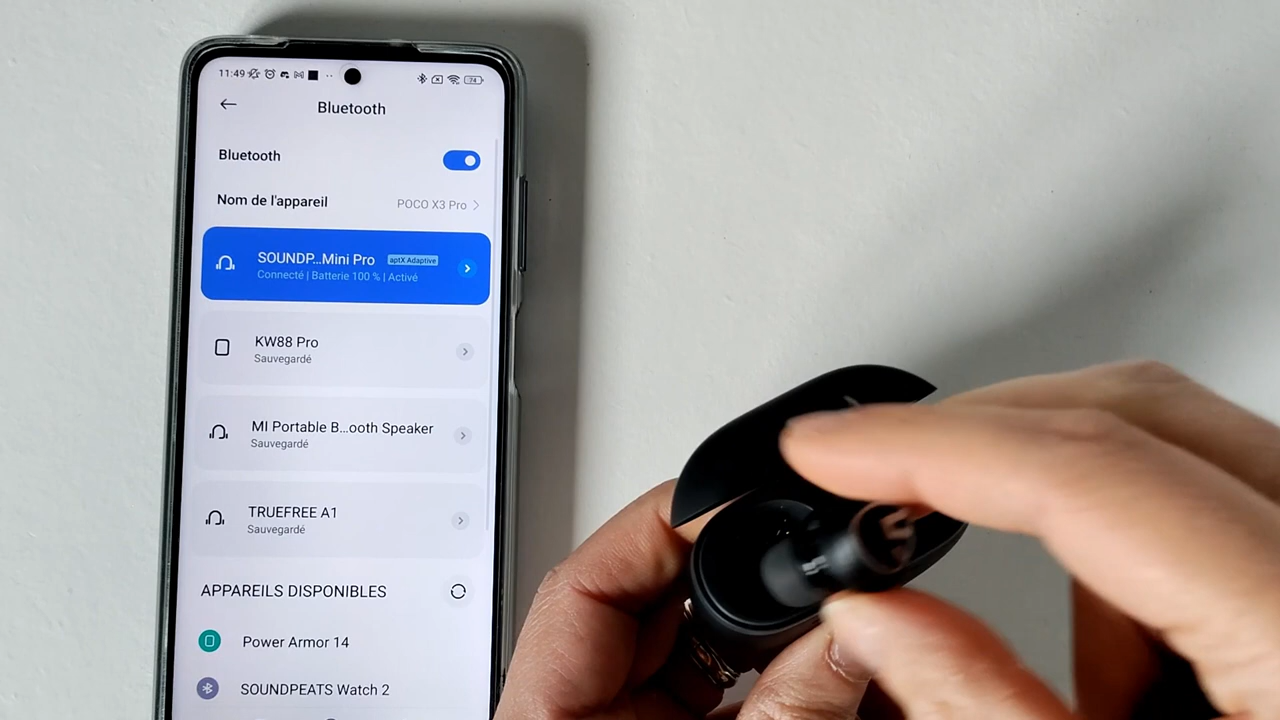 11:49
74
Bluetooth
Bluetooth
Nom de l'appareil
POCO X3 Pro
SOUNDP...Mini Pro
aptX Adaptive
Connecté | Batterie 100 % | Activé
KW88 Pro
Sauvegardé
MI Portable B...ooth Speaker
Sauvegardé
TRUEFREE A1
Sauvegardé
APPAREILS DISPONIBLES
Power Armor 14
SOUNDPEATS Watch 2